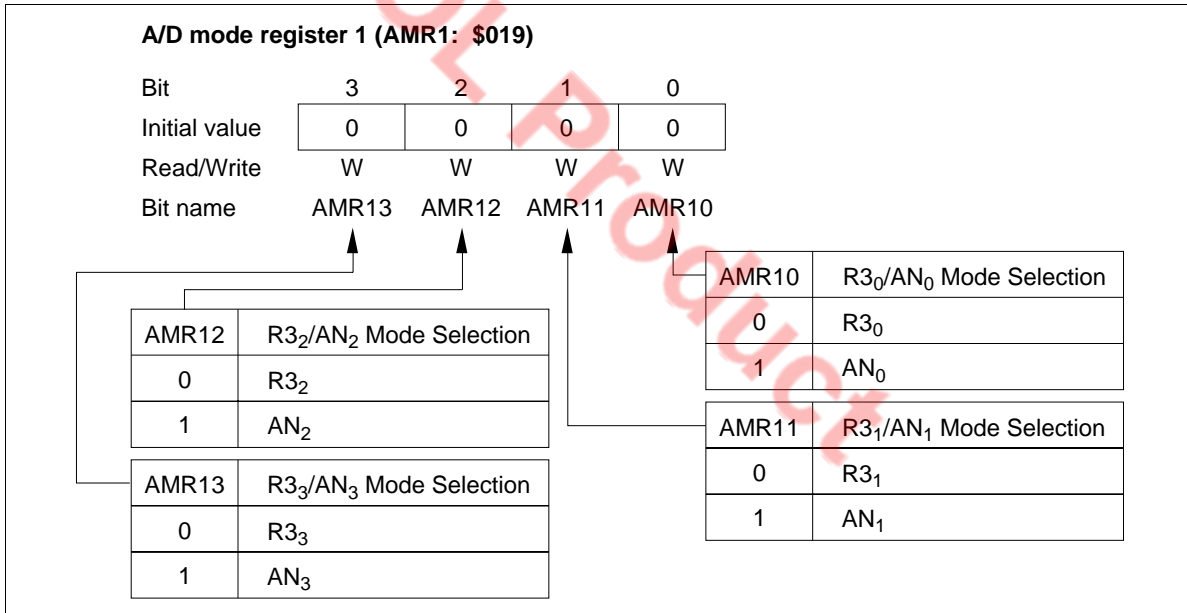 A/D mode register 1 (AMR1: $019)
Bit 3 2 1 0
Initial value 0 0 0 0
Read/Write W W W W
Bit name AMR13 AMR12 AMR11 AMR10
AMR10 R3₀/AN₀ Mode Selection
0 R3₀
1 AN₀
AMR12 R3₂/AN₂ Mode Selection
0 R3₂
1 AN₂
AMR11 R3₁/AN₁ Mode Selection
0 R3₁
1 AN₁
AMR13 R3₃/AN₃ Mode Selection
0 R3₃
1 AN₃
L Product